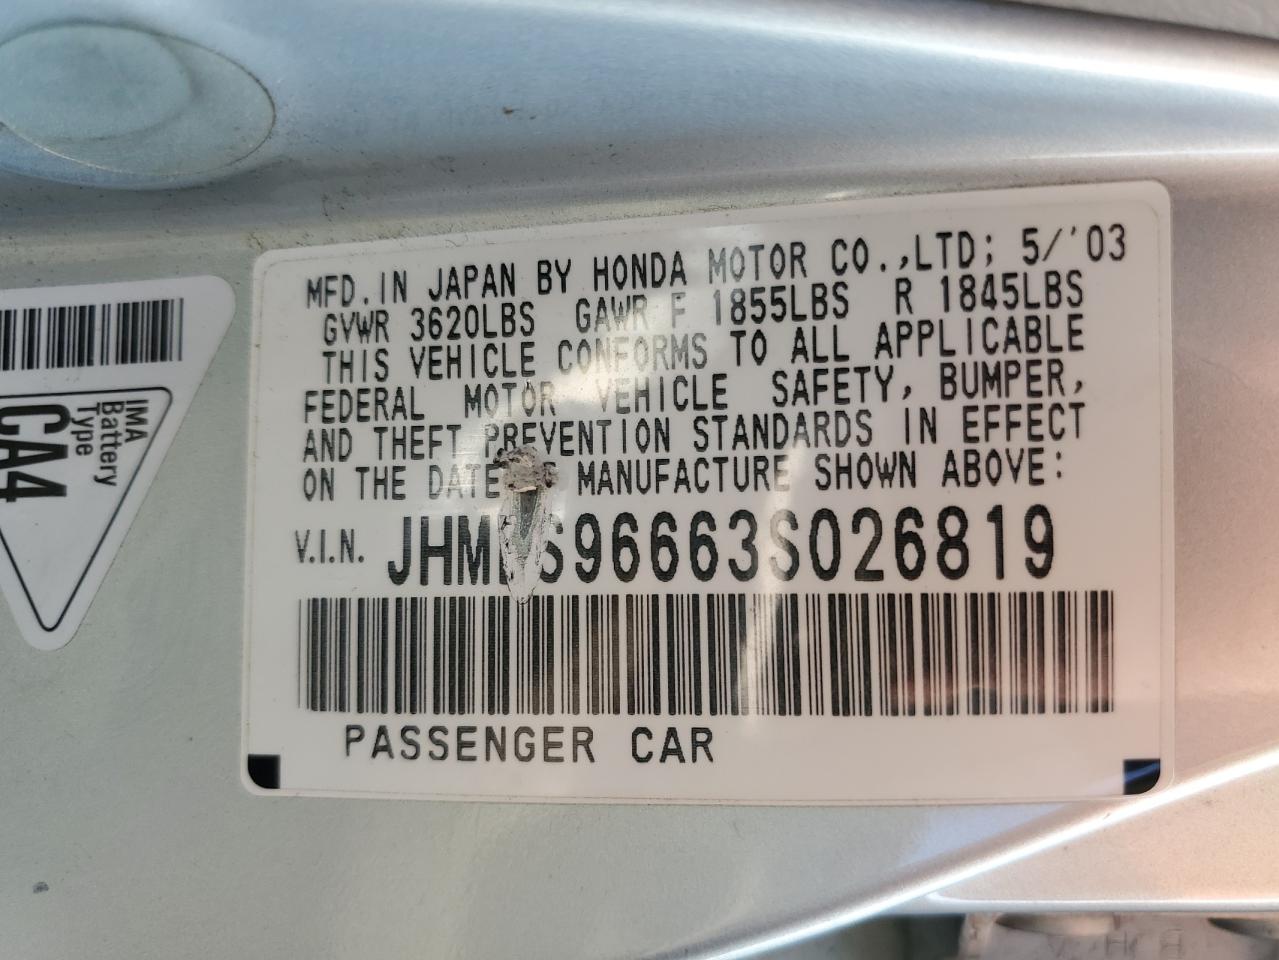 MFD. IN JAPAN BY HONDA MOTOR CO.,LTD; 5/'03
GVWR 3620LBS GAWR F 1855LBS R 1845LBS
THIS VEHICLE CONFORMS TO ALL APPLICABLE
FEDERAL MOTOR VEHICLE SAFETY, BUMPER,
AND THEFT PREVENTION STANDARDS IN EFFECT
ON THE DATE MANUFACTURE SHOWN ABOVE:
V.I.N.
PASSENGER CAR
IMA
Battery
Type
CA4